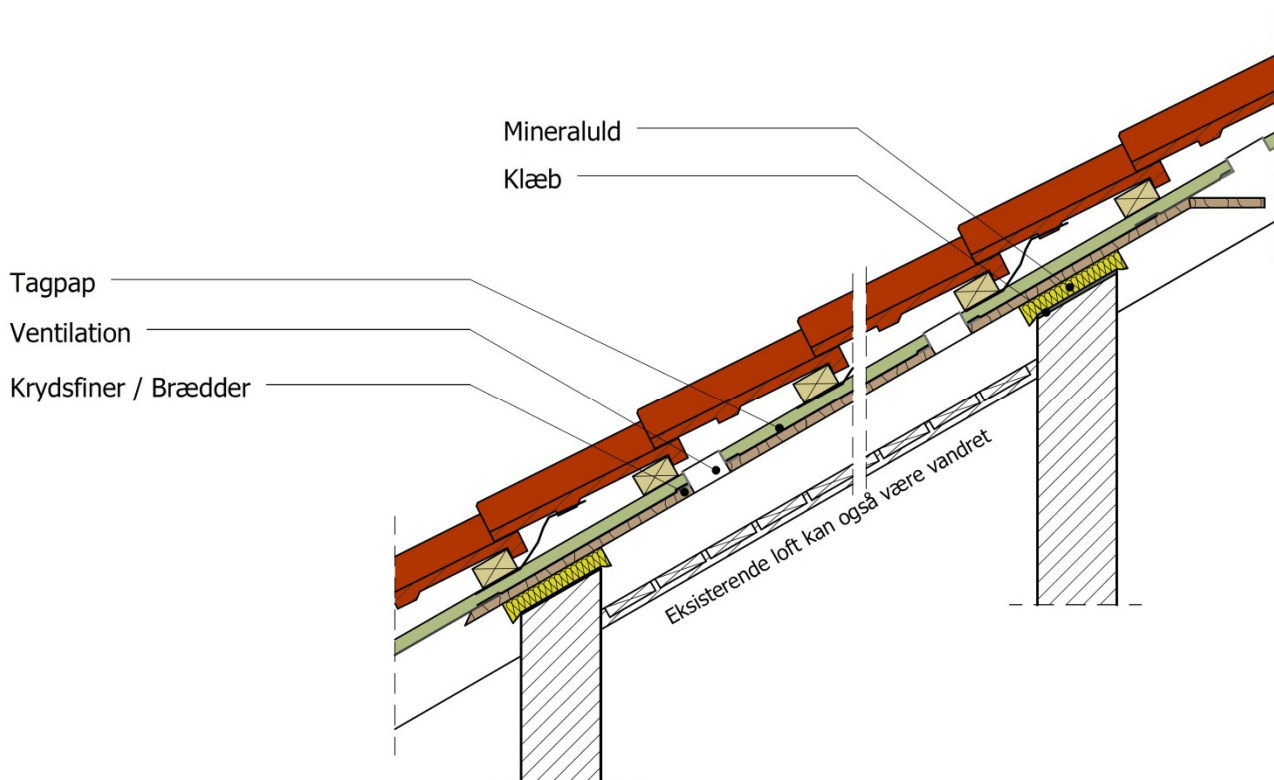 Mineraluld
Klæb
Tagpap
Ventilation
Krydsfiner / Brædder
Eksisterende loft kan også være vandret